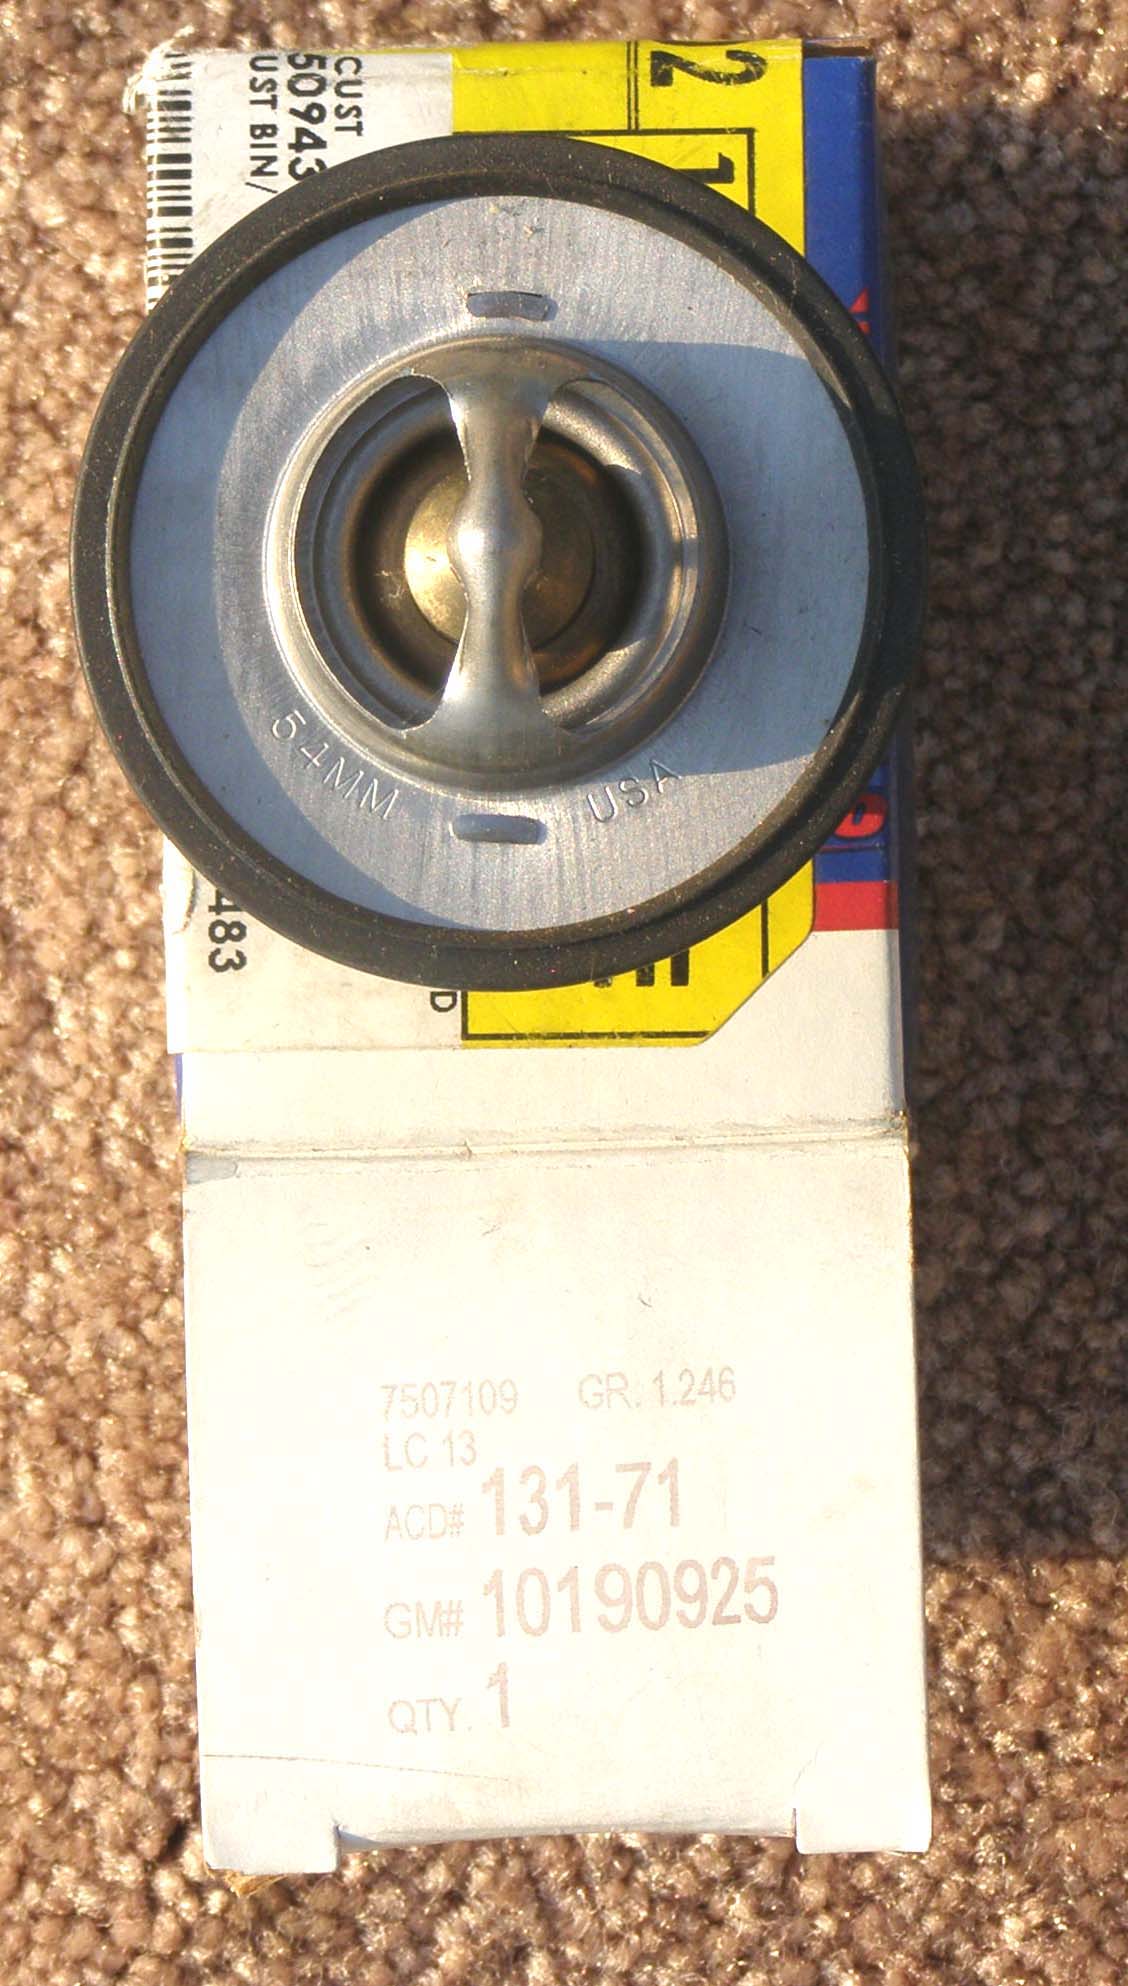 CUST
50943
UST BIN/
2
54MM
USA
483
D
7507109 GR. 1.246
LC 13
ACD# 131-71
GM# 10190925
QTY. 1